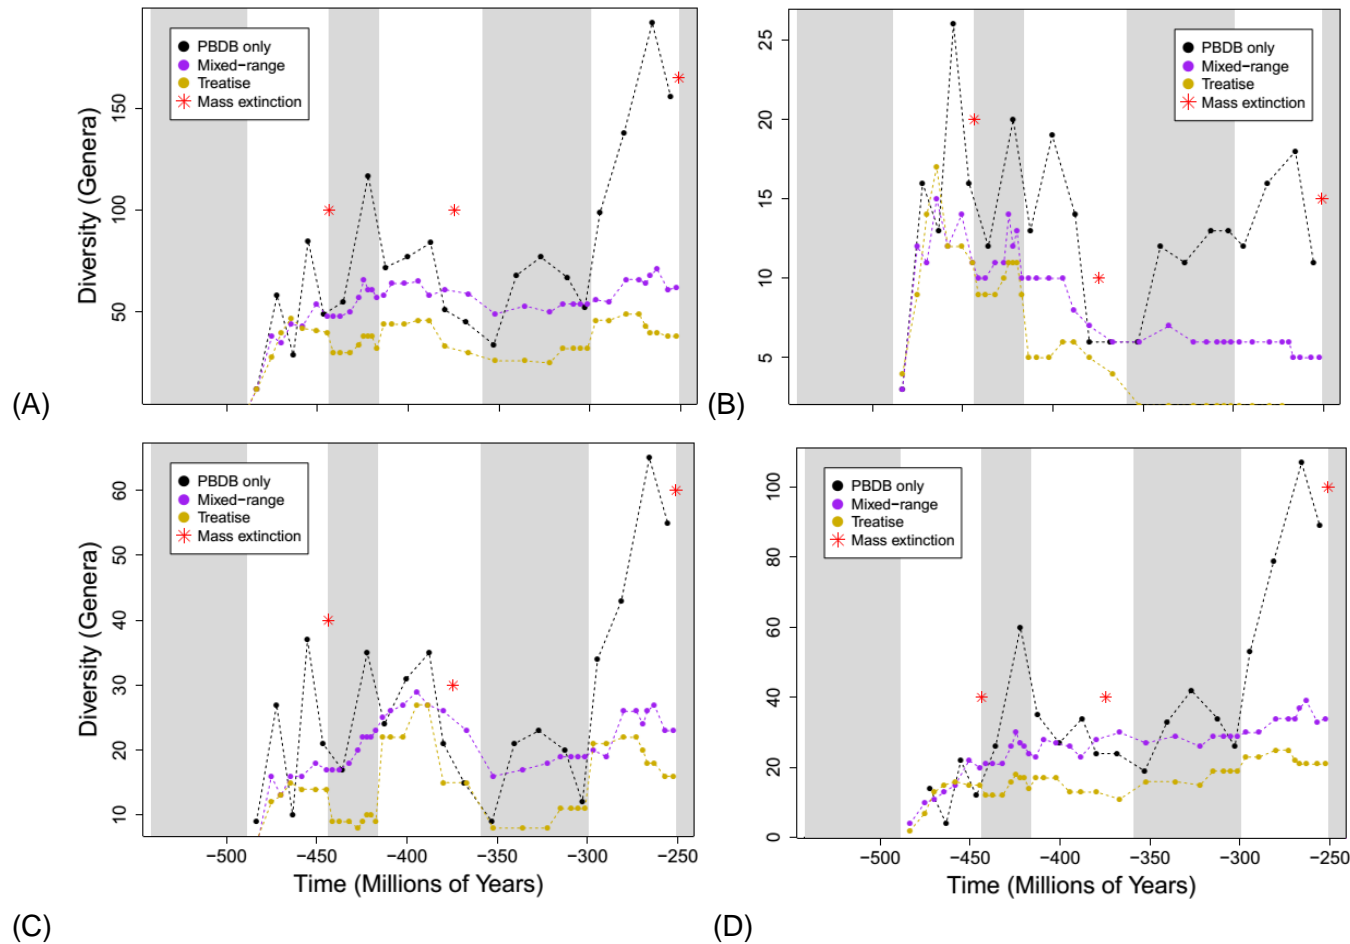 PBDB only
Mixed−range
Treatise
Mass extinction
Diversity (Genera)
50
100
150
(A)
PBDB only
Mixed−range
Treatise
Mass extinction
5
10
15
20
25
(B)
PBDB only
Mixed−range
Treatise
Mass extinction
Diversity (Genera)
10
20
30
40
50
60
−500 −450 −400 −350 −300 −250
Time (Millions of Years)
(C)
PBDB only
Mixed−range
Treatise
Mass extinction
0
20
40
60
80
100
−500 −450 −400 −350 −300 −250
Time (Millions of Years)
(D)